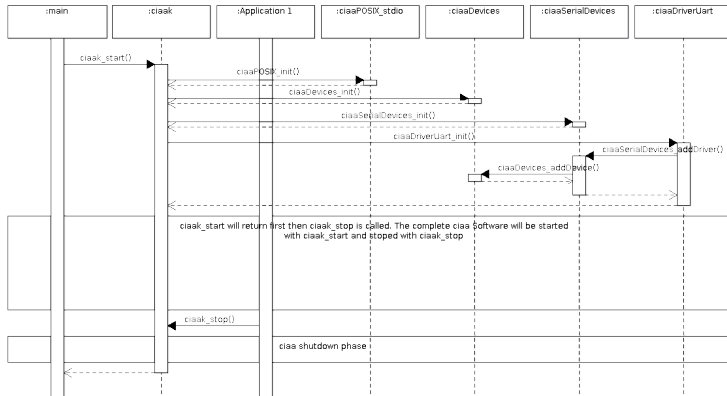 :main
:ciaak
:Application 1
:ciaaPOSIX_stdio
:ciaaDevices
:ciaaSerialDevices
:ciaaDriverUart
ciaak_start()
ciaaPOSIX_init()
ciaaDevices_init()
ciaaSerialDevices_init()
ciaaDriverUart_init()
ciaaSerialDevices_addDriver()
ciaaDevices_addDevice()
ciaak_start will return first then ciaak_stop is called. The complete ciaa Software will be started
with ciaak_start and stoped with ciaak_stop
ciaak_stop()
ciaa shutdown phase